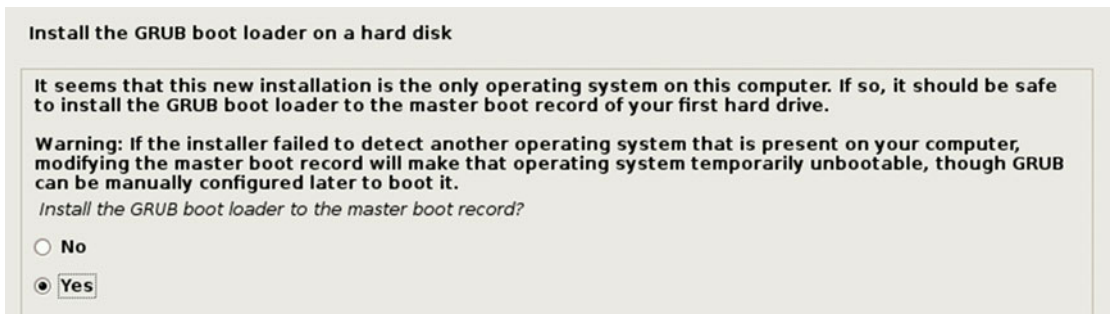 Install the GRUB boot loader on a hard disk
It seems that this new installation is the only operating system on this computer. If so, it should be safe
to install the GRUB boot loader to the master boot record of your first hard drive.
Warning: If the installer failed to detect another operating system that is present on your computer,
modifying the master boot record will make that operating system temporarily unbootable, though GRUB
can be manually configured later to boot it.
Install the GRUB boot loader to the master boot record?
No
Yes